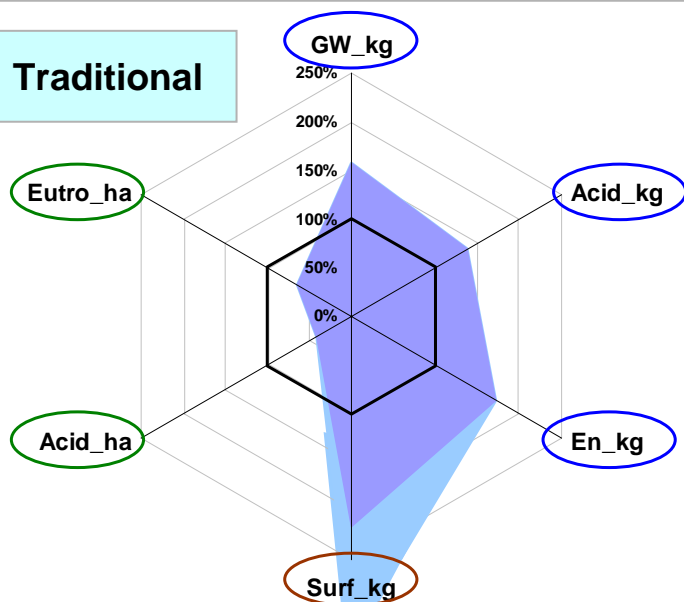 GW_kg
Traditional
250%
200%
150%
100%
50%
0%
Eutro_ha
Acid_kg
Acid_ha
En_kg
Surf_kg